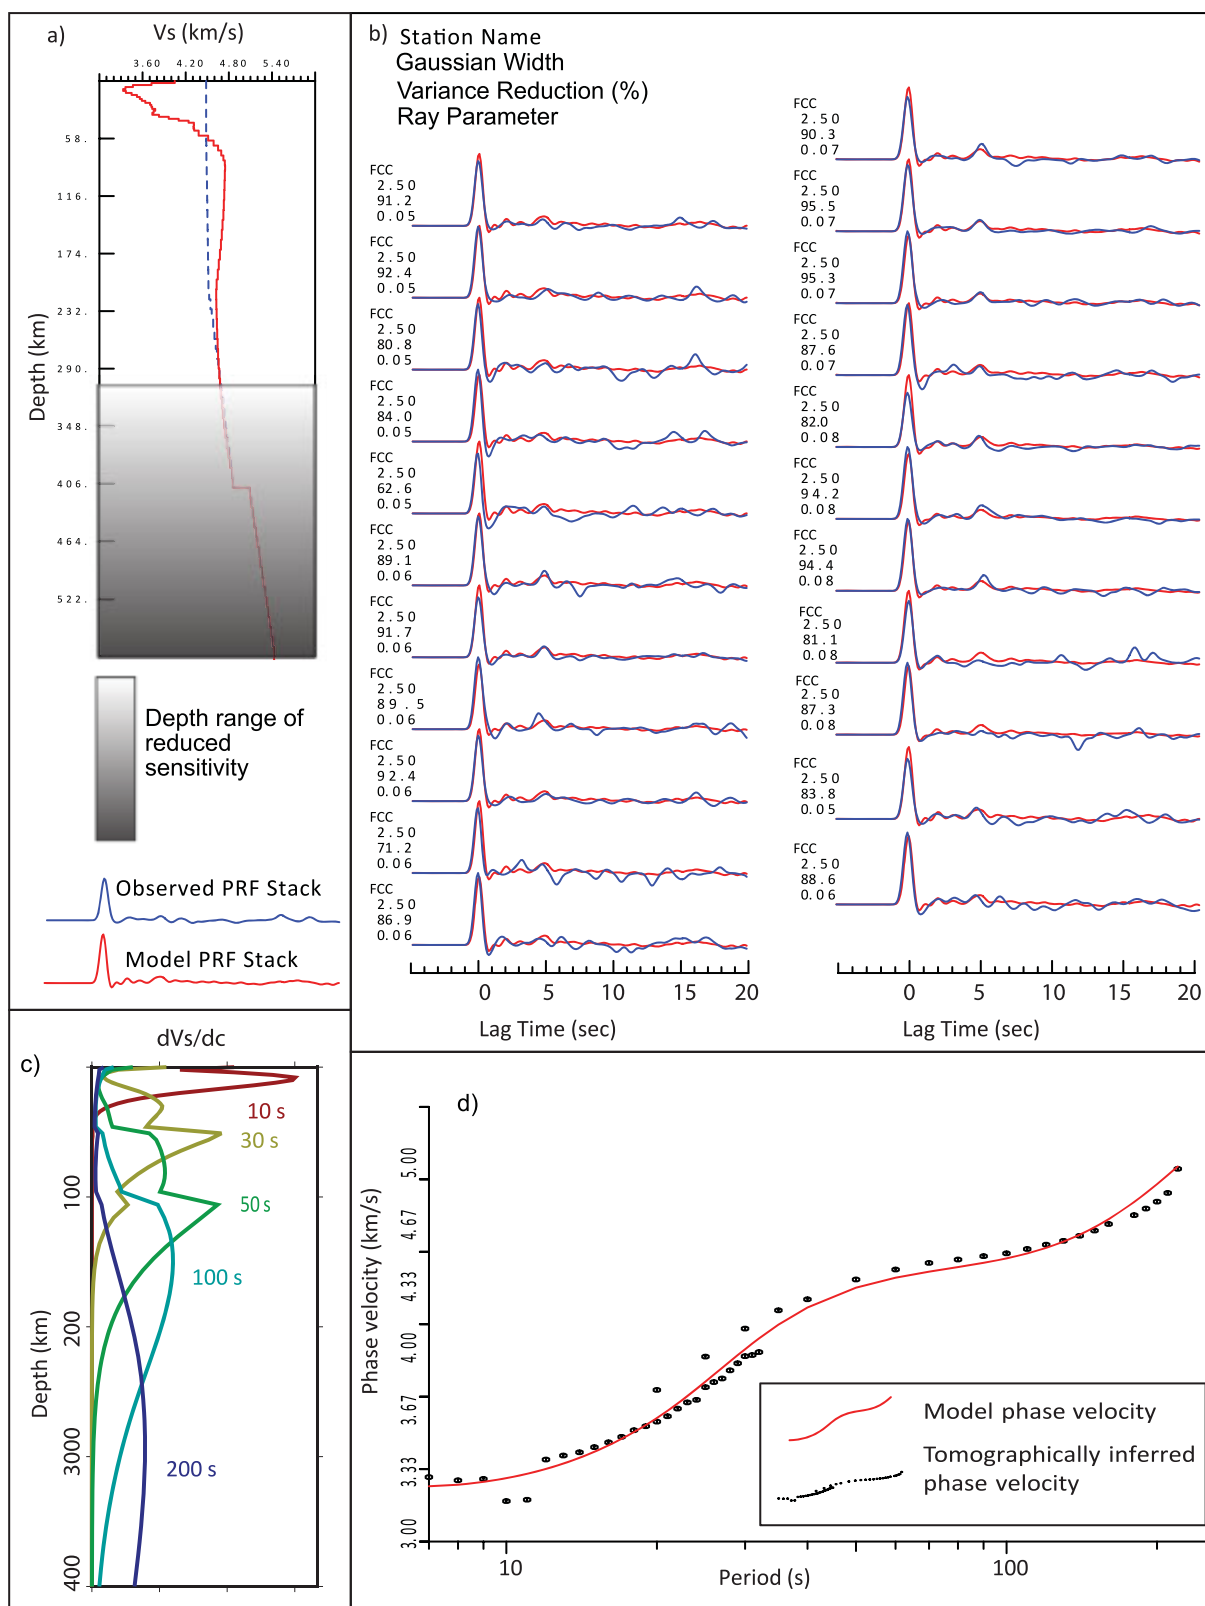 a)
Vs (km/s)
3.60 4.20 4.80 5.40
58.
116.
174.
232.
290.
348.
406.
464.
522.
Depth (km)
Depth range of
reduced
sensitivity
Observed PRF Stack
Model PRF Stack
b)
Station Name
Gaussian Width
Variance Reduction (%)
Ray Parameter
FCC
2.50
91.2
0.05
FCC
2.50
92.4
0.05
FCC
2.50
80.8
0.05
FCC
2.50
84.0
0.05
FCC
2.50
62.6
0.05
FCC
2.50
89.1
0.06
FCC
2.50
91.7
0.06
FCC
2.50
89.5
0.06
FCC
2.50
92.4
0.06
FCC
2.50
71.2
0.06
FCC
2.50
86.9
0.06
0 5 10 15 20
Lag Time (sec)
FCC
2.50
90.3
0.07
FCC
2.50
95.5
0.07
FCC
2.50
95.3
0.07
FCC
2.50
87.6
0.07
FCC
2.50
82.0
0.08
FCC
2.50
94.2
0.08
FCC
2.50
94.4
0.08
FCC
2.50
81.1
0.08
FCC
2.50
87.3
0.08
FCC
2.50
83.8
0.05
FCC
2.50
88.6
0.06
0 5 10 15 20
Lag Time (sec)
c)
dVs/dc
10 s
30 s
50 s
100 s
200 s
100
200
3000
400
Depth (km)
d)
5.00
4.67
4.33
4.00
3.67
3.33
3.00
Phase velocity (km/s)
Model phase velocity
Tomographically inferred
phase velocity
10 100
Period (s)